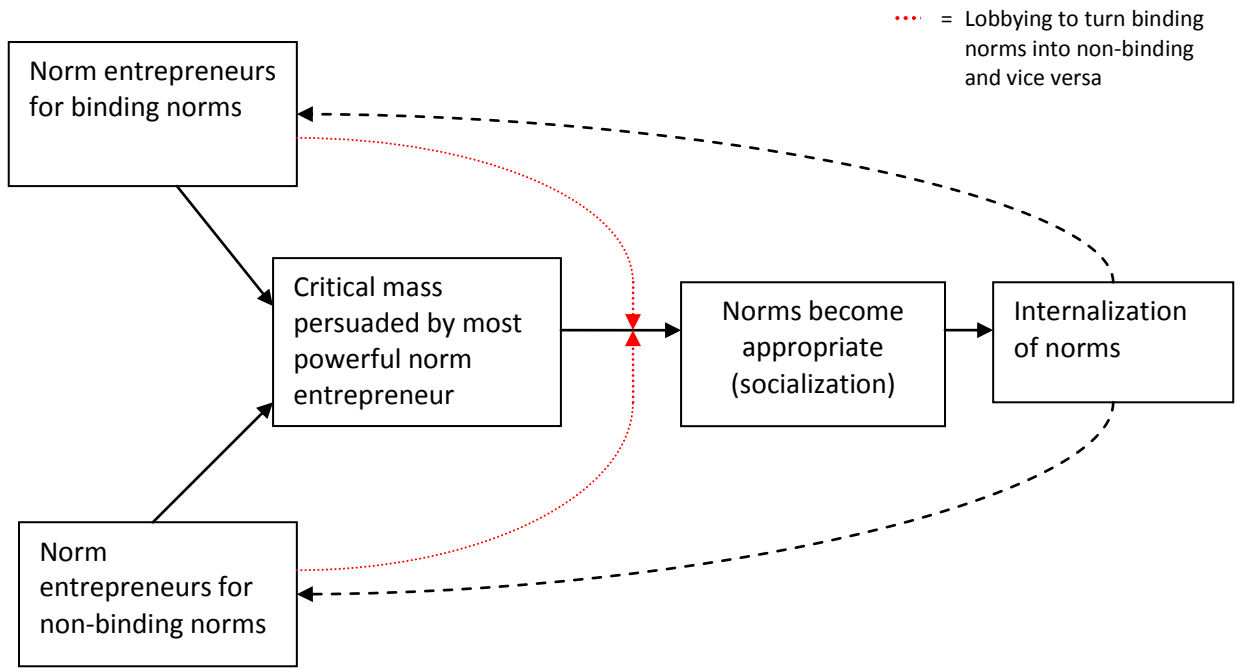 = Lobbying to turn binding
norms into non-binding
and vice versa
Norm entrepreneurs
for binding norms
Critical mass
persuaded by most
powerful norm
entrepreneur
Norms become
appropriate
(socialization)
Internalization
of norms
Norm
entrepreneurs for
non-binding norms